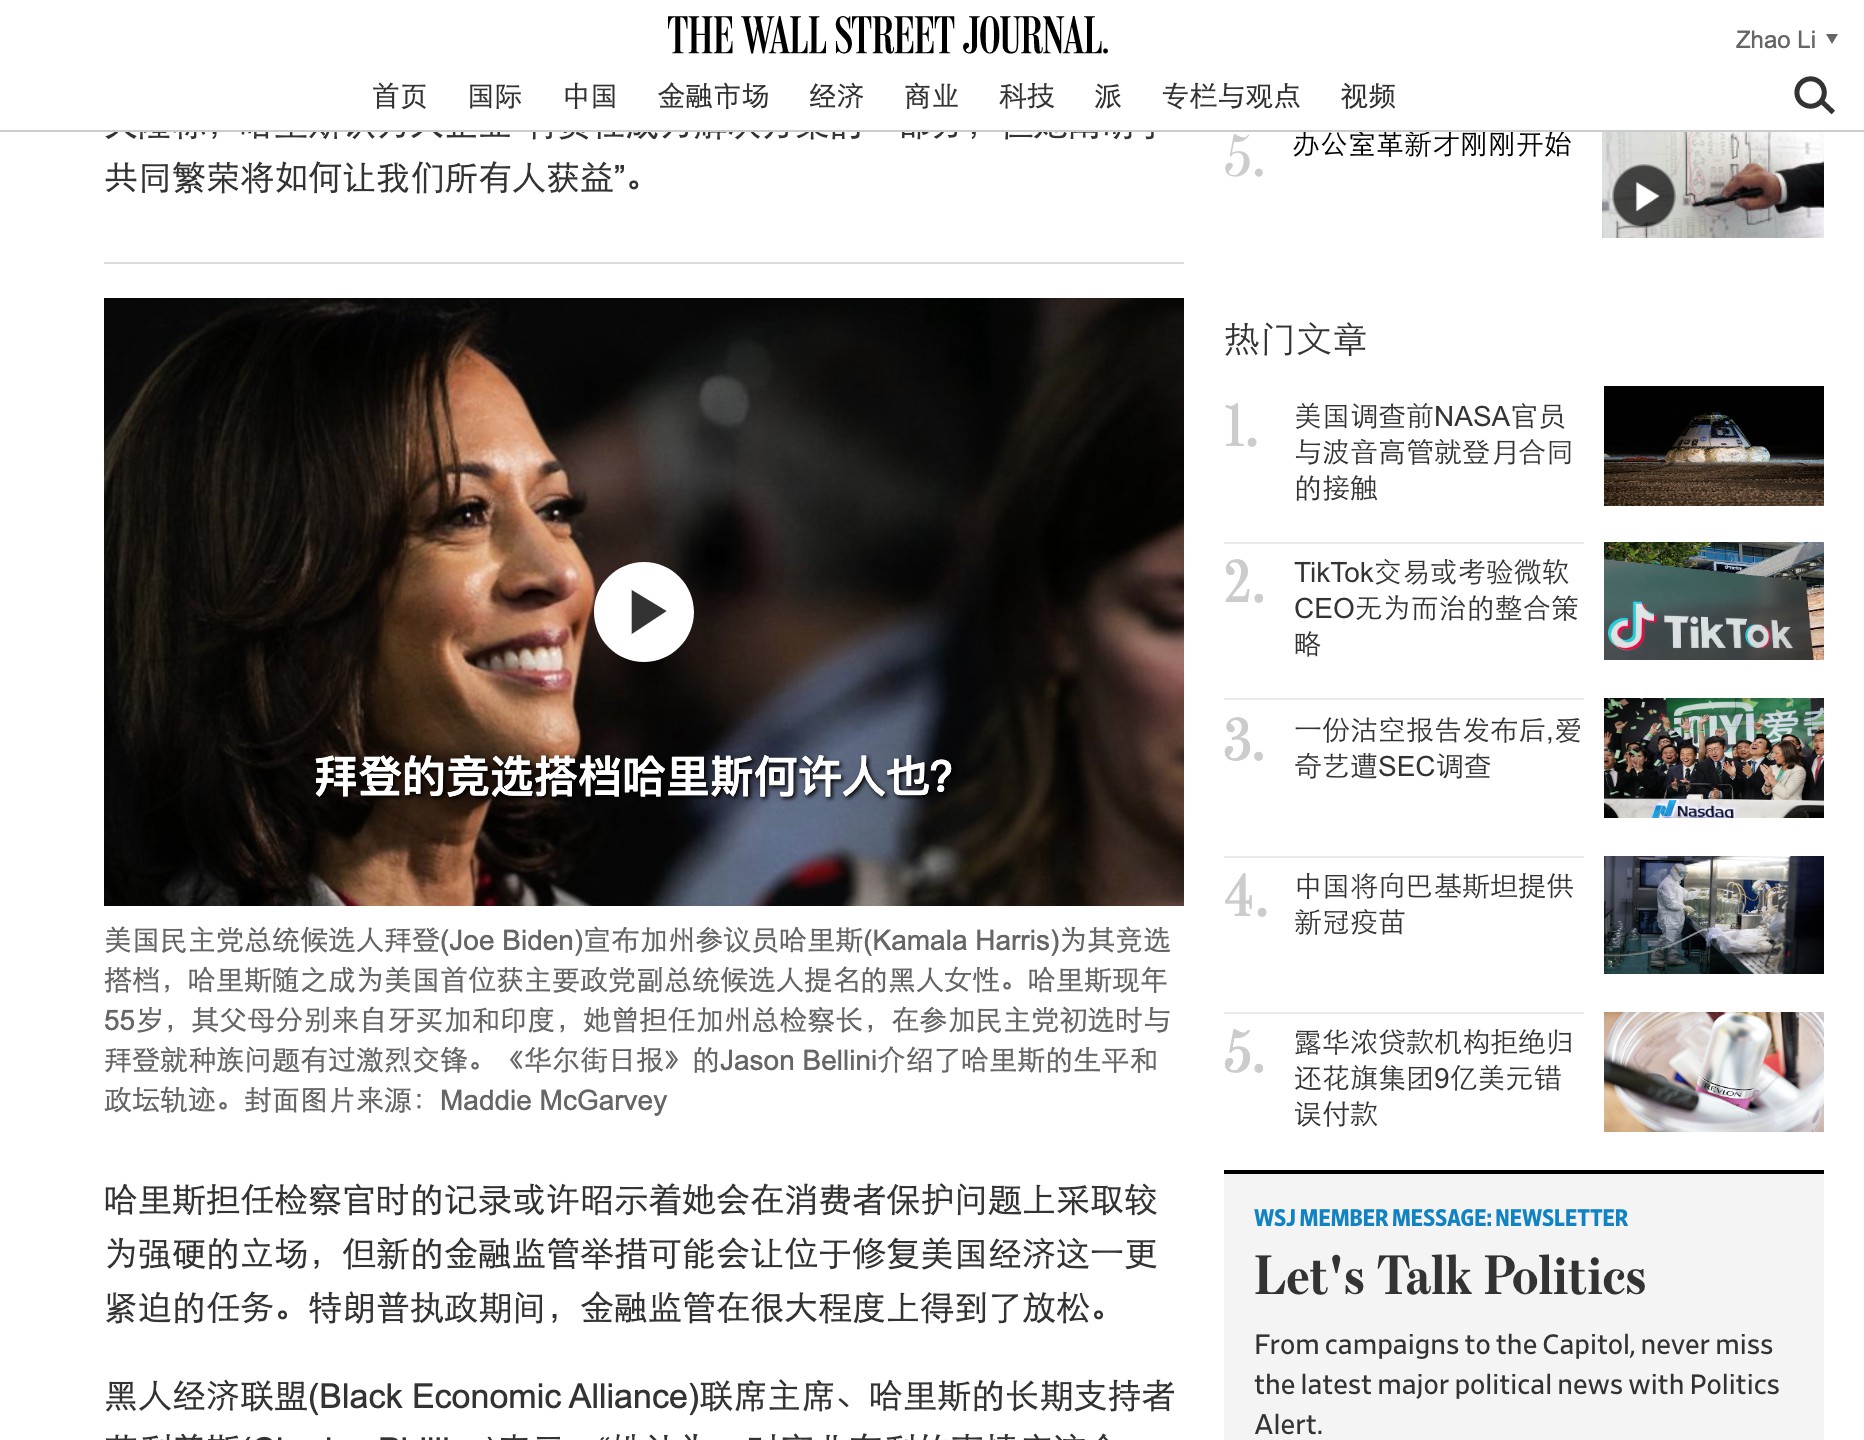 THE WALL STREET JOURNAL.
Zhao Li
首页 国际 中国 金融市场 经济 商业 科技 派 专栏与观点 视频
共同繁荣将如何让我们所有人获益”。
拜登的竞选搭档哈里斯何许人也?
美国民主党总统候选人拜登(Joe Biden)宣布加州参议员哈里斯(Kamala Harris)为其竞选
搭档，哈里斯随之成为美国首位获主要政党副总统候选人提名的黑人女性。哈里斯现年
55岁，其父母分别来自牙买加和印度，她曾担任加州总检察长，在参加民主党初选时与
拜登就种族问题有过激烈交锋。《华尔街日报》的Jason Bellini介绍了哈里斯的生平和
政坛轨迹。封面图片来源：Maddie McGarvey
哈里斯担任检察官时的记录或许昭示着她会在消费者保护问题上采取较
为强硬的立场，但新的金融监管举措可能会让位于修复美国经济这一更
紧迫的任务。特朗普执政期间，金融监管在很大程度上得到了放松。
黑人经济联盟(Black Economic Alliance)联席主席、哈里斯的长期支持者
5. 办公室革新才刚刚开始
热门文章
1. 美国调查前NASA官员
与波音高管就登月合同
的接触
2. TikTok交易或考验微软
CEO无为而治的整合策
略
TikTok
3. 一份沽空报告发布后,爱
奇艺遭SEC调查
Nasdaq
4. 中国将向巴基斯坦提供
新冠疫苗
5. 露华浓贷款机构拒绝归
还花旗集团9亿美元错
误付款
REVLON
WSJ MEMBER MESSAGE: NEWSLETTER
Let's Talk Politics
From campaigns to the Capitol, never miss
the latest major political news with Politics
Alert.